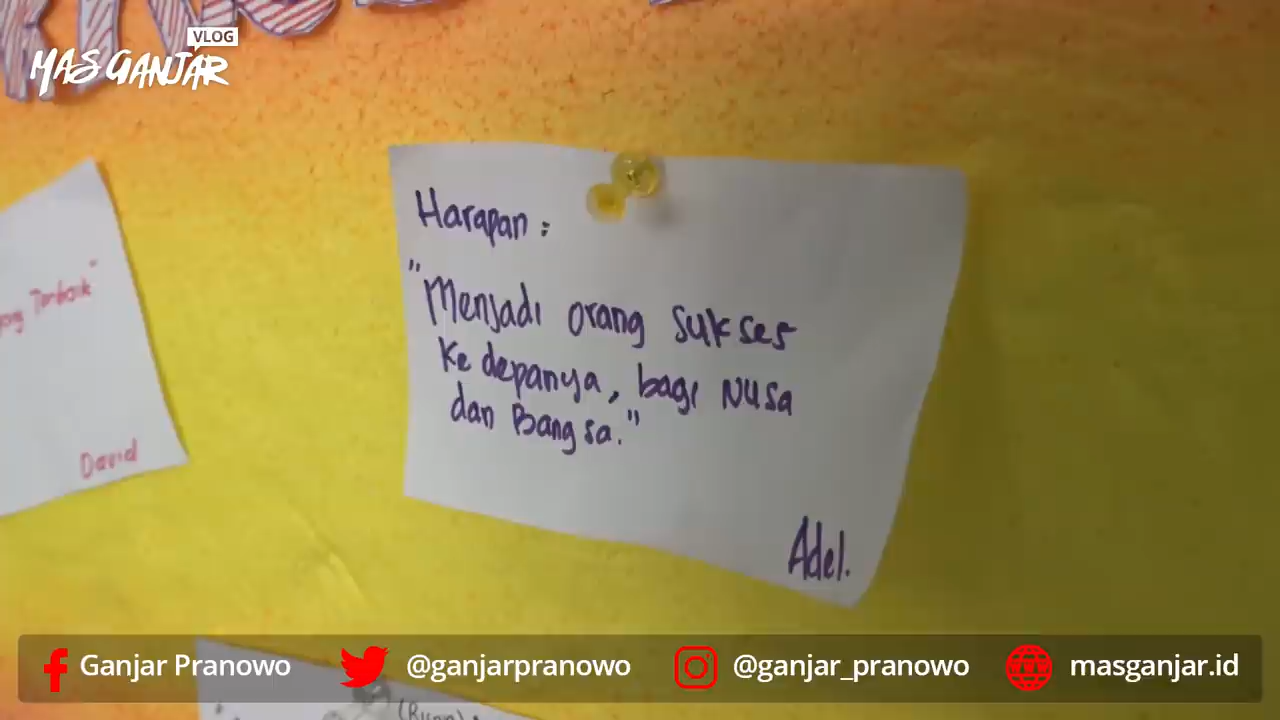 VLOG
MAS GANJAR
Harapan :
"Menjadi orang sukses
Ke depanya, bagi Nusa
dan Bangsa."
Adel.
Terbaik"
David
Ganjar Pranowo
@ganjarpranowo
@ganjar_pranowo
masganjar.id